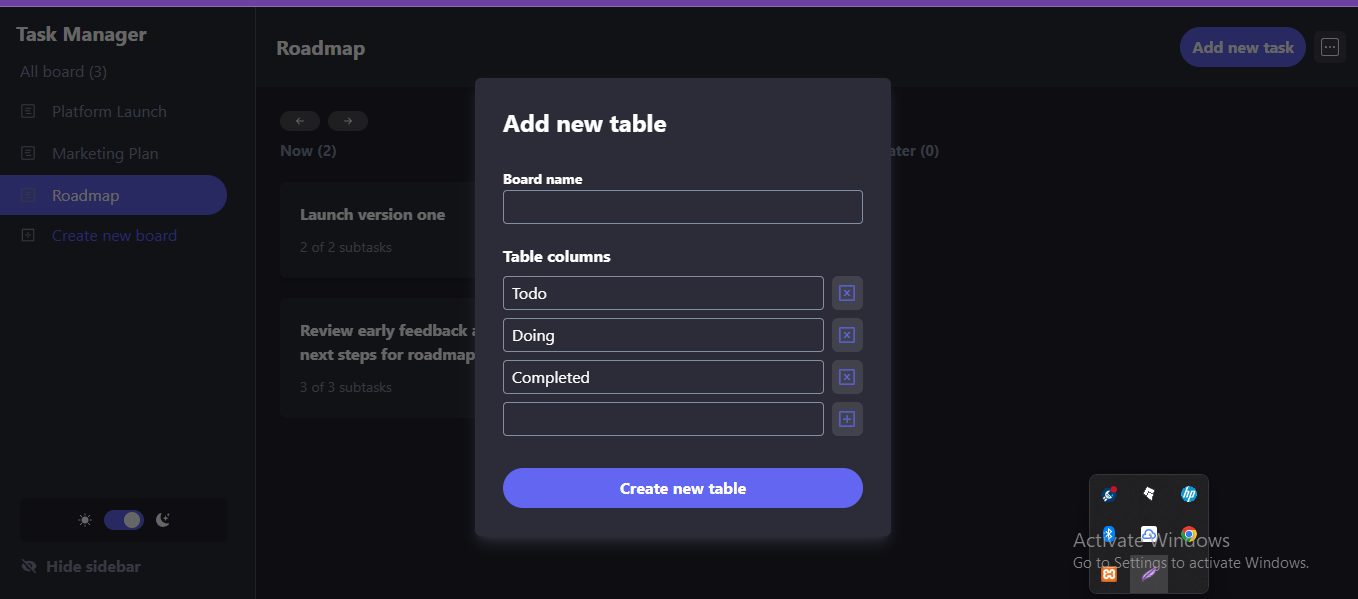 Task Manager
All board (3)
Platform Launch
Marketing Plan
Roadmap
Create new board
Hide sidebar
Roadmap
Add new task
Now (2)
ater (0)
Launch version one
2 of 2 subtasks
Review early feedback a
next steps for roadmap
3 of 3 subtasks
Add new table
Board name
Table columns
Todo
Doing
Completed
Create new table
hp
Activate Windows
Go to Settings to activate Windows.